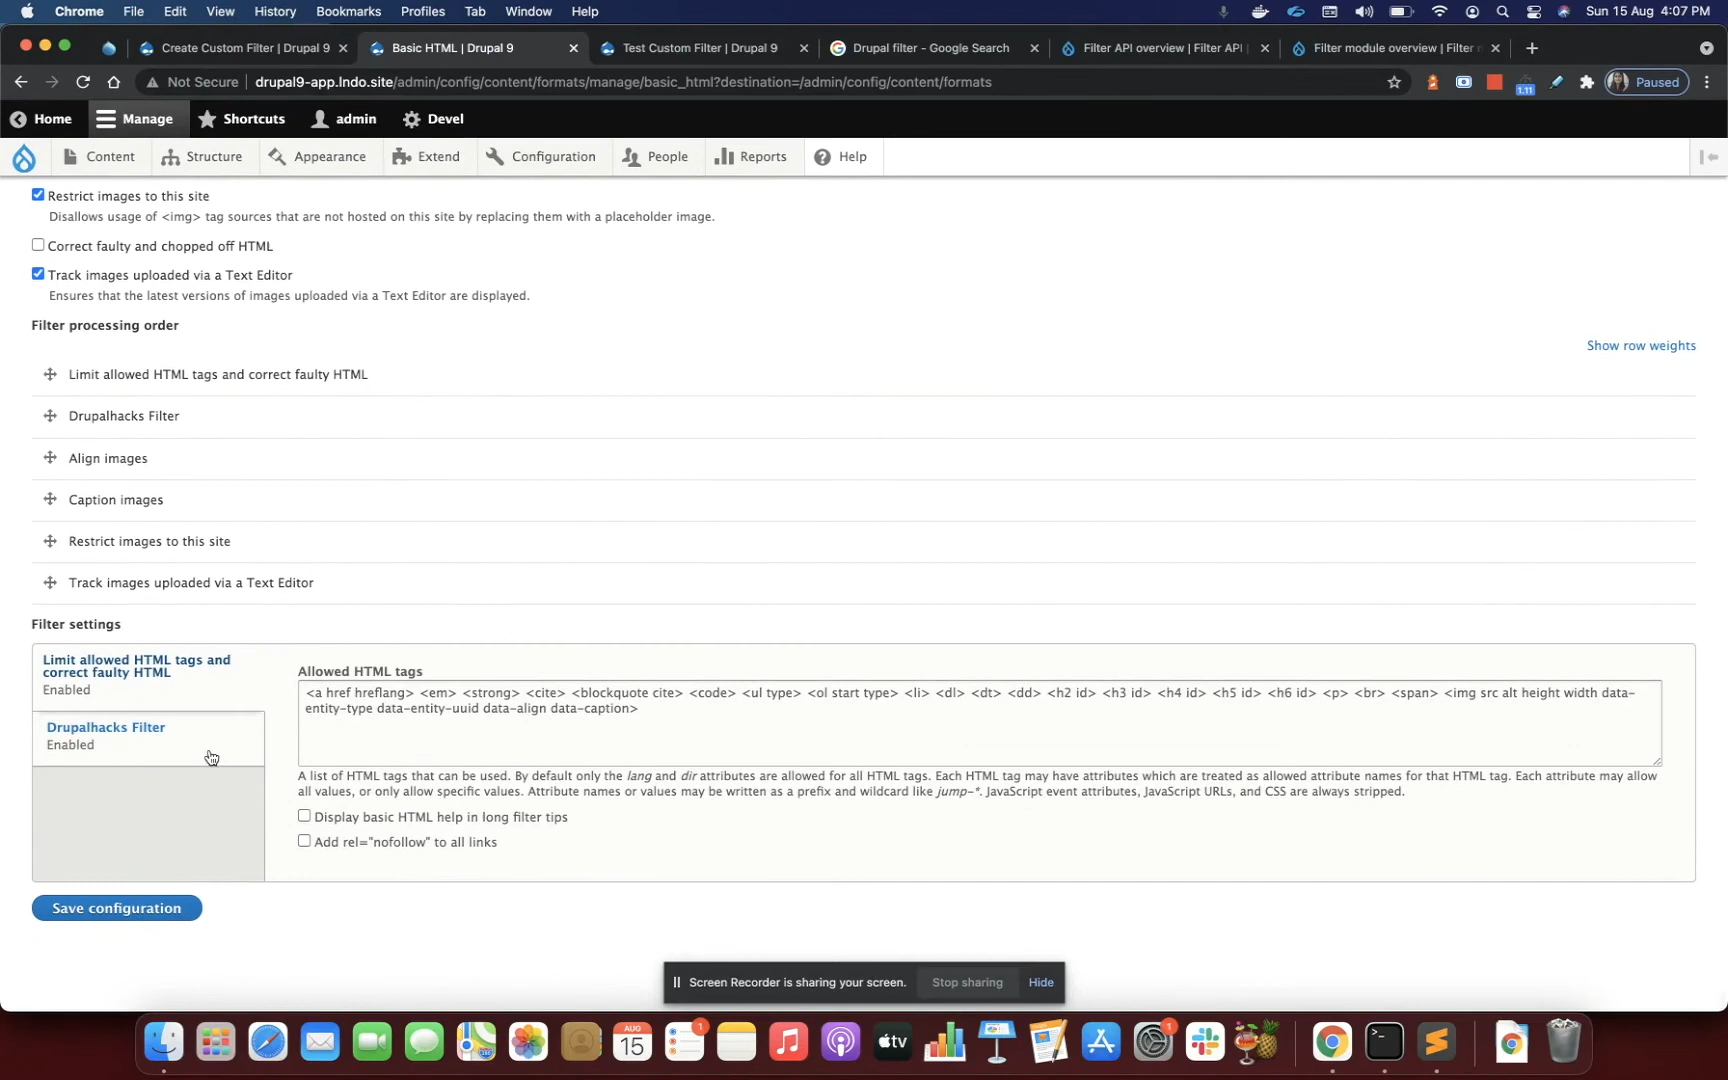 Chrome File Edit View History Bookmarks Profiles Tab Window Help Sun 15 Aug 4:07 PM
Create Custom Filter | Drupal 9 Basic HTML | Drupal 9 Test Custom Filter | Drupal 9 Drupal filter - Google Search Filter API overview | Filter API Filter module overview | Filter
Not Secure drupal9-app.lndo.site/admin/config/content/formats/manage/basic_html?destination=/admin/config/content/formats 1.11 Paused
Home Manage Shortcuts admin Devel
Content Structure Appearance Extend Configuration People Reports Help
Restrict images to this site
Disallows usage of <img> tag sources that are not hosted on this site by replacing them with a placeholder image.
Correct faulty and chopped off HTML
Track images uploaded via a Text Editor
Ensures that the latest versions of images uploaded via a Text Editor are displayed.
Filter processing order
Show row weights
Limit allowed HTML tags and correct faulty HTML
Drupalhacks Filter
Align images
Caption images
Restrict images to this site
Track images uploaded via a Text Editor
Filter settings
Limit allowed HTML tags and
correct faulty HTML
Enabled
Drupalhacks Filter
Enabled
Allowed HTML tags
<a href hreflang> <em> <strong> <cite> <blockquote cite> <code> <ul type> <ol start type> <li> <dl> <dt> <dd> <h2 id> <h3 id> <h4 id> <h5 id> <h6 id> <p> <br> <span> <img src alt height width data-
entity-type data-entity-uuid data-align data-caption>
A list of HTML tags that can be used. By default only the lang and dir attributes are allowed for all HTML tags. Each HTML tag may have attributes which are treated as allowed attribute names for that HTML tag. Each attribute may allow
all values, or only allow specific values. Attribute names or values may be written as a prefix and wildcard like jump-*. JavaScript event attributes, JavaScript URLs, and CSS are always stripped.
Display basic HTML help in long filter tips
Add rel="nofollow" to all links
Save configuration
Screen Recorder is sharing your screen. Stop sharing Hide
AUG
15
1
tv
1